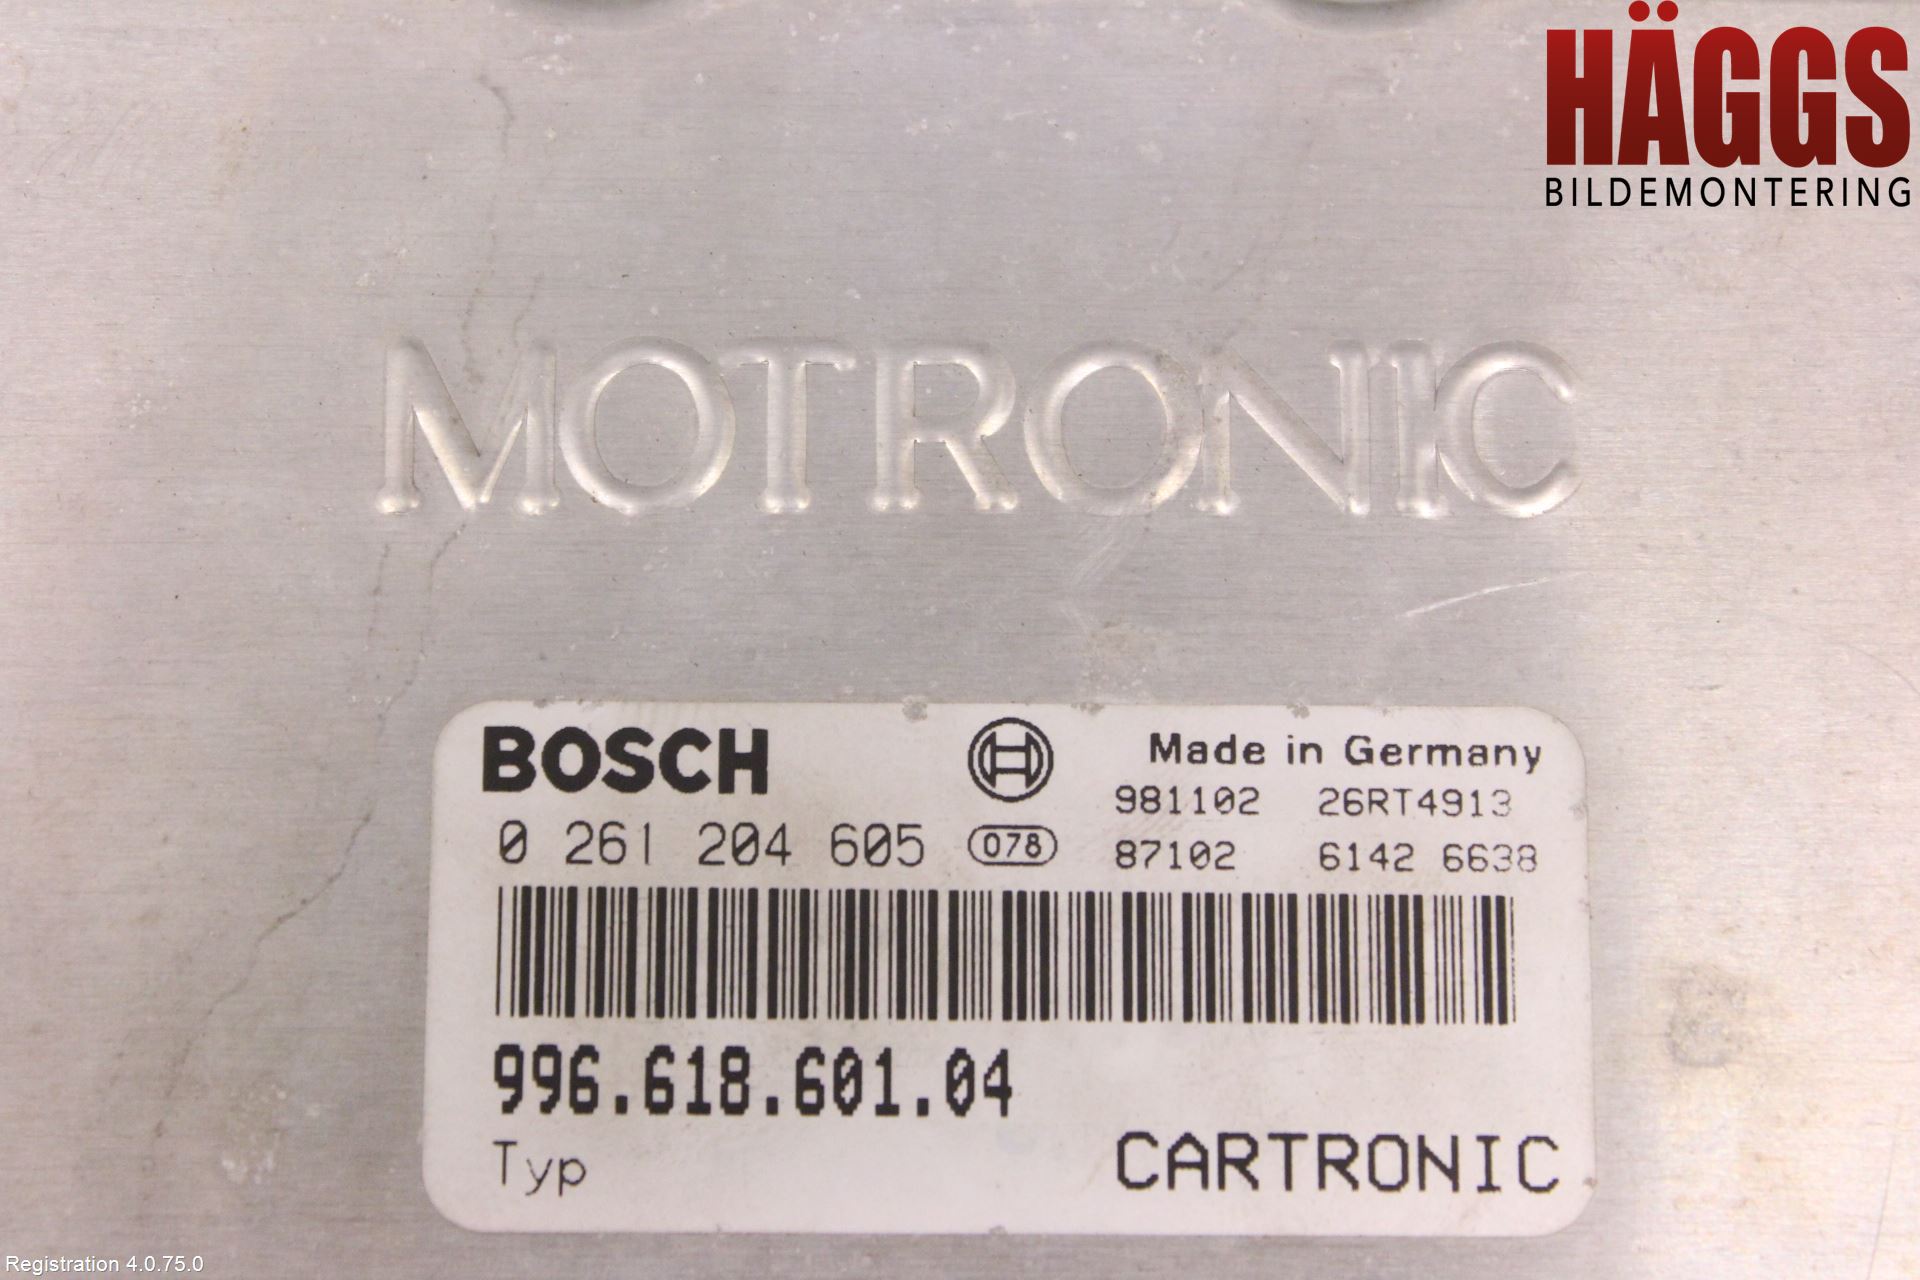 HÄGGS
BILDEMONTERING
MOTRONIC
BOSCH
Made in Germany
981102 26RT4913
0 261 204 605 078
87102 6142 6638
996.618.601.04
Typ
CARTRONIC
Registration 4.0.75.0